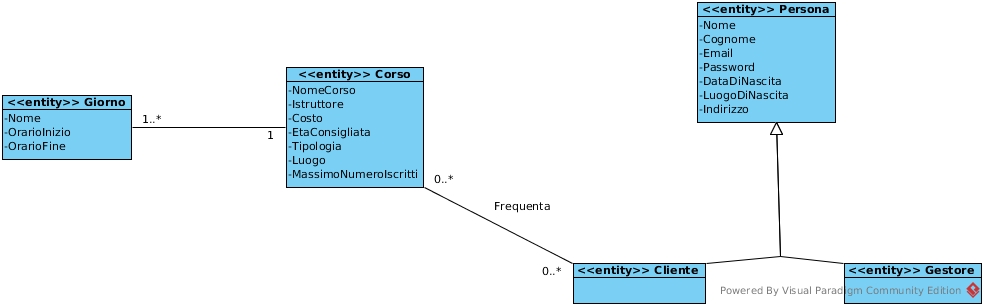 <<entity>> Persona
-Nome
-Cognome
-Email
-Password
-DataDiNascita
-LuogoDiNascita
-Indirizzo
<<entity>> Corso
-NomeCorso
-Istruttore
-Costo
-EtaConsigliata
-Tipologia
-Luogo
-MassimoNumeroIscritti
<<entity>> Giorno
-Nome
-OrarioInizio
-OrarioFine
1..*
1
0..*
Frequenta
0..*
<<entity>> Cliente
<<entity>> Gestore
Powered By Visual Paradigm Community Edition